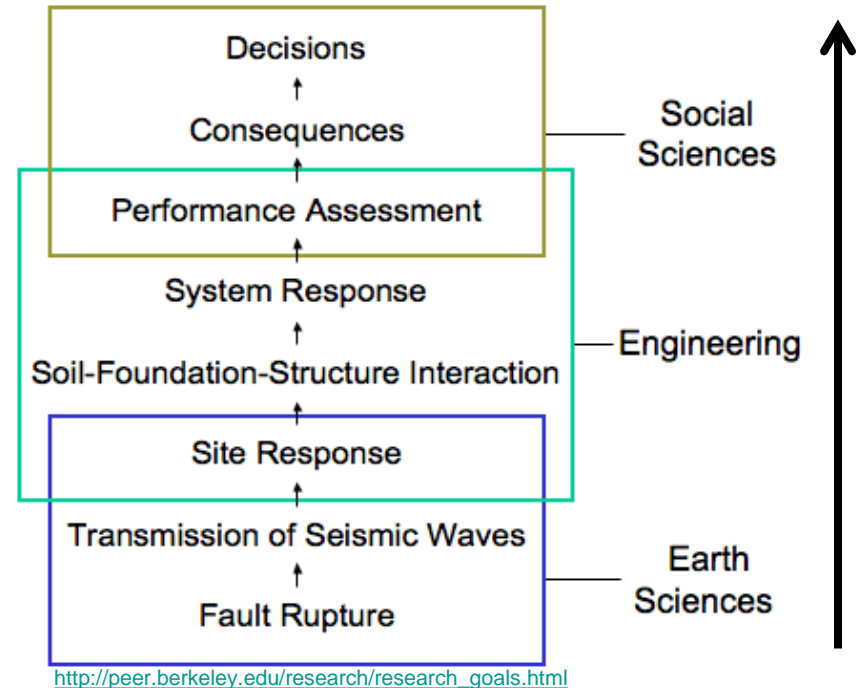 Decisions
Consequences
Social
Sciences
Performance Assessment
System Response
Engineering
Soil-Foundation-Structure Interaction
Site Response
Transmission of Seismic Waves
Earth
Sciences
Fault Rupture
http://peer.berkeley.edu/research/research_goals.html